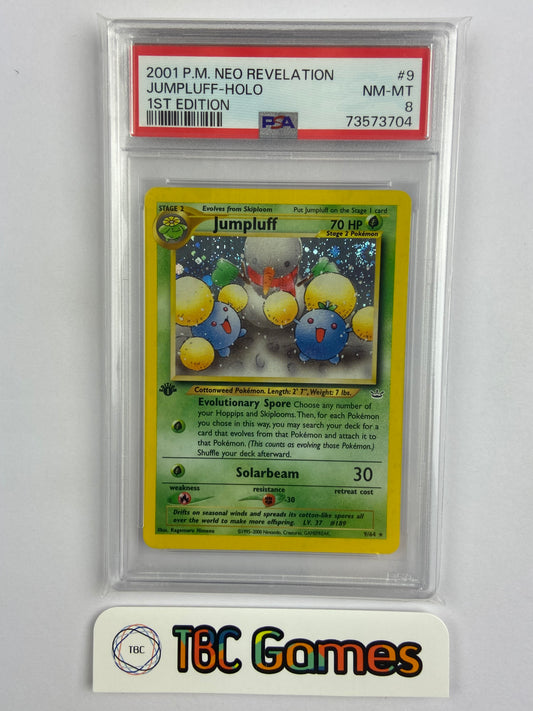 2001 P.M. NEO REVELATION #9
JUMPLUFF-HOLO NM-MT
1ST EDITION 8
PSA 73573704
STAGE 2 Evolves from Skiploom Put Jumpluff on the Stage 1 card
Jumpluff 70 HP
Stage 2 Pokémon
Cottonweed Pokémon. Length: 2' 7", Weight: 7 lbs.
Evolutionary Spore Choose any number of
your Hoppips and Skiplooms. Then, for each Pokémon
you chose in this way, you may search your deck for a
card that evolves from that Pokémon and attach it to
that Pokémon. (This counts as evolving those Pokémon.)
Shuffle your deck afterward.
Solarbeam 30
weakness resistance retreat cost
-30
Drifts on seasonal winds and spreads its cotton-like spores all
over the world to make more offspring. LV. 27 #189
Illus. Kagemaru Himeno ©1995-2000 Nintendo, Creatures, GAMEFREAK. 9/64 ★
TBC TBC Games